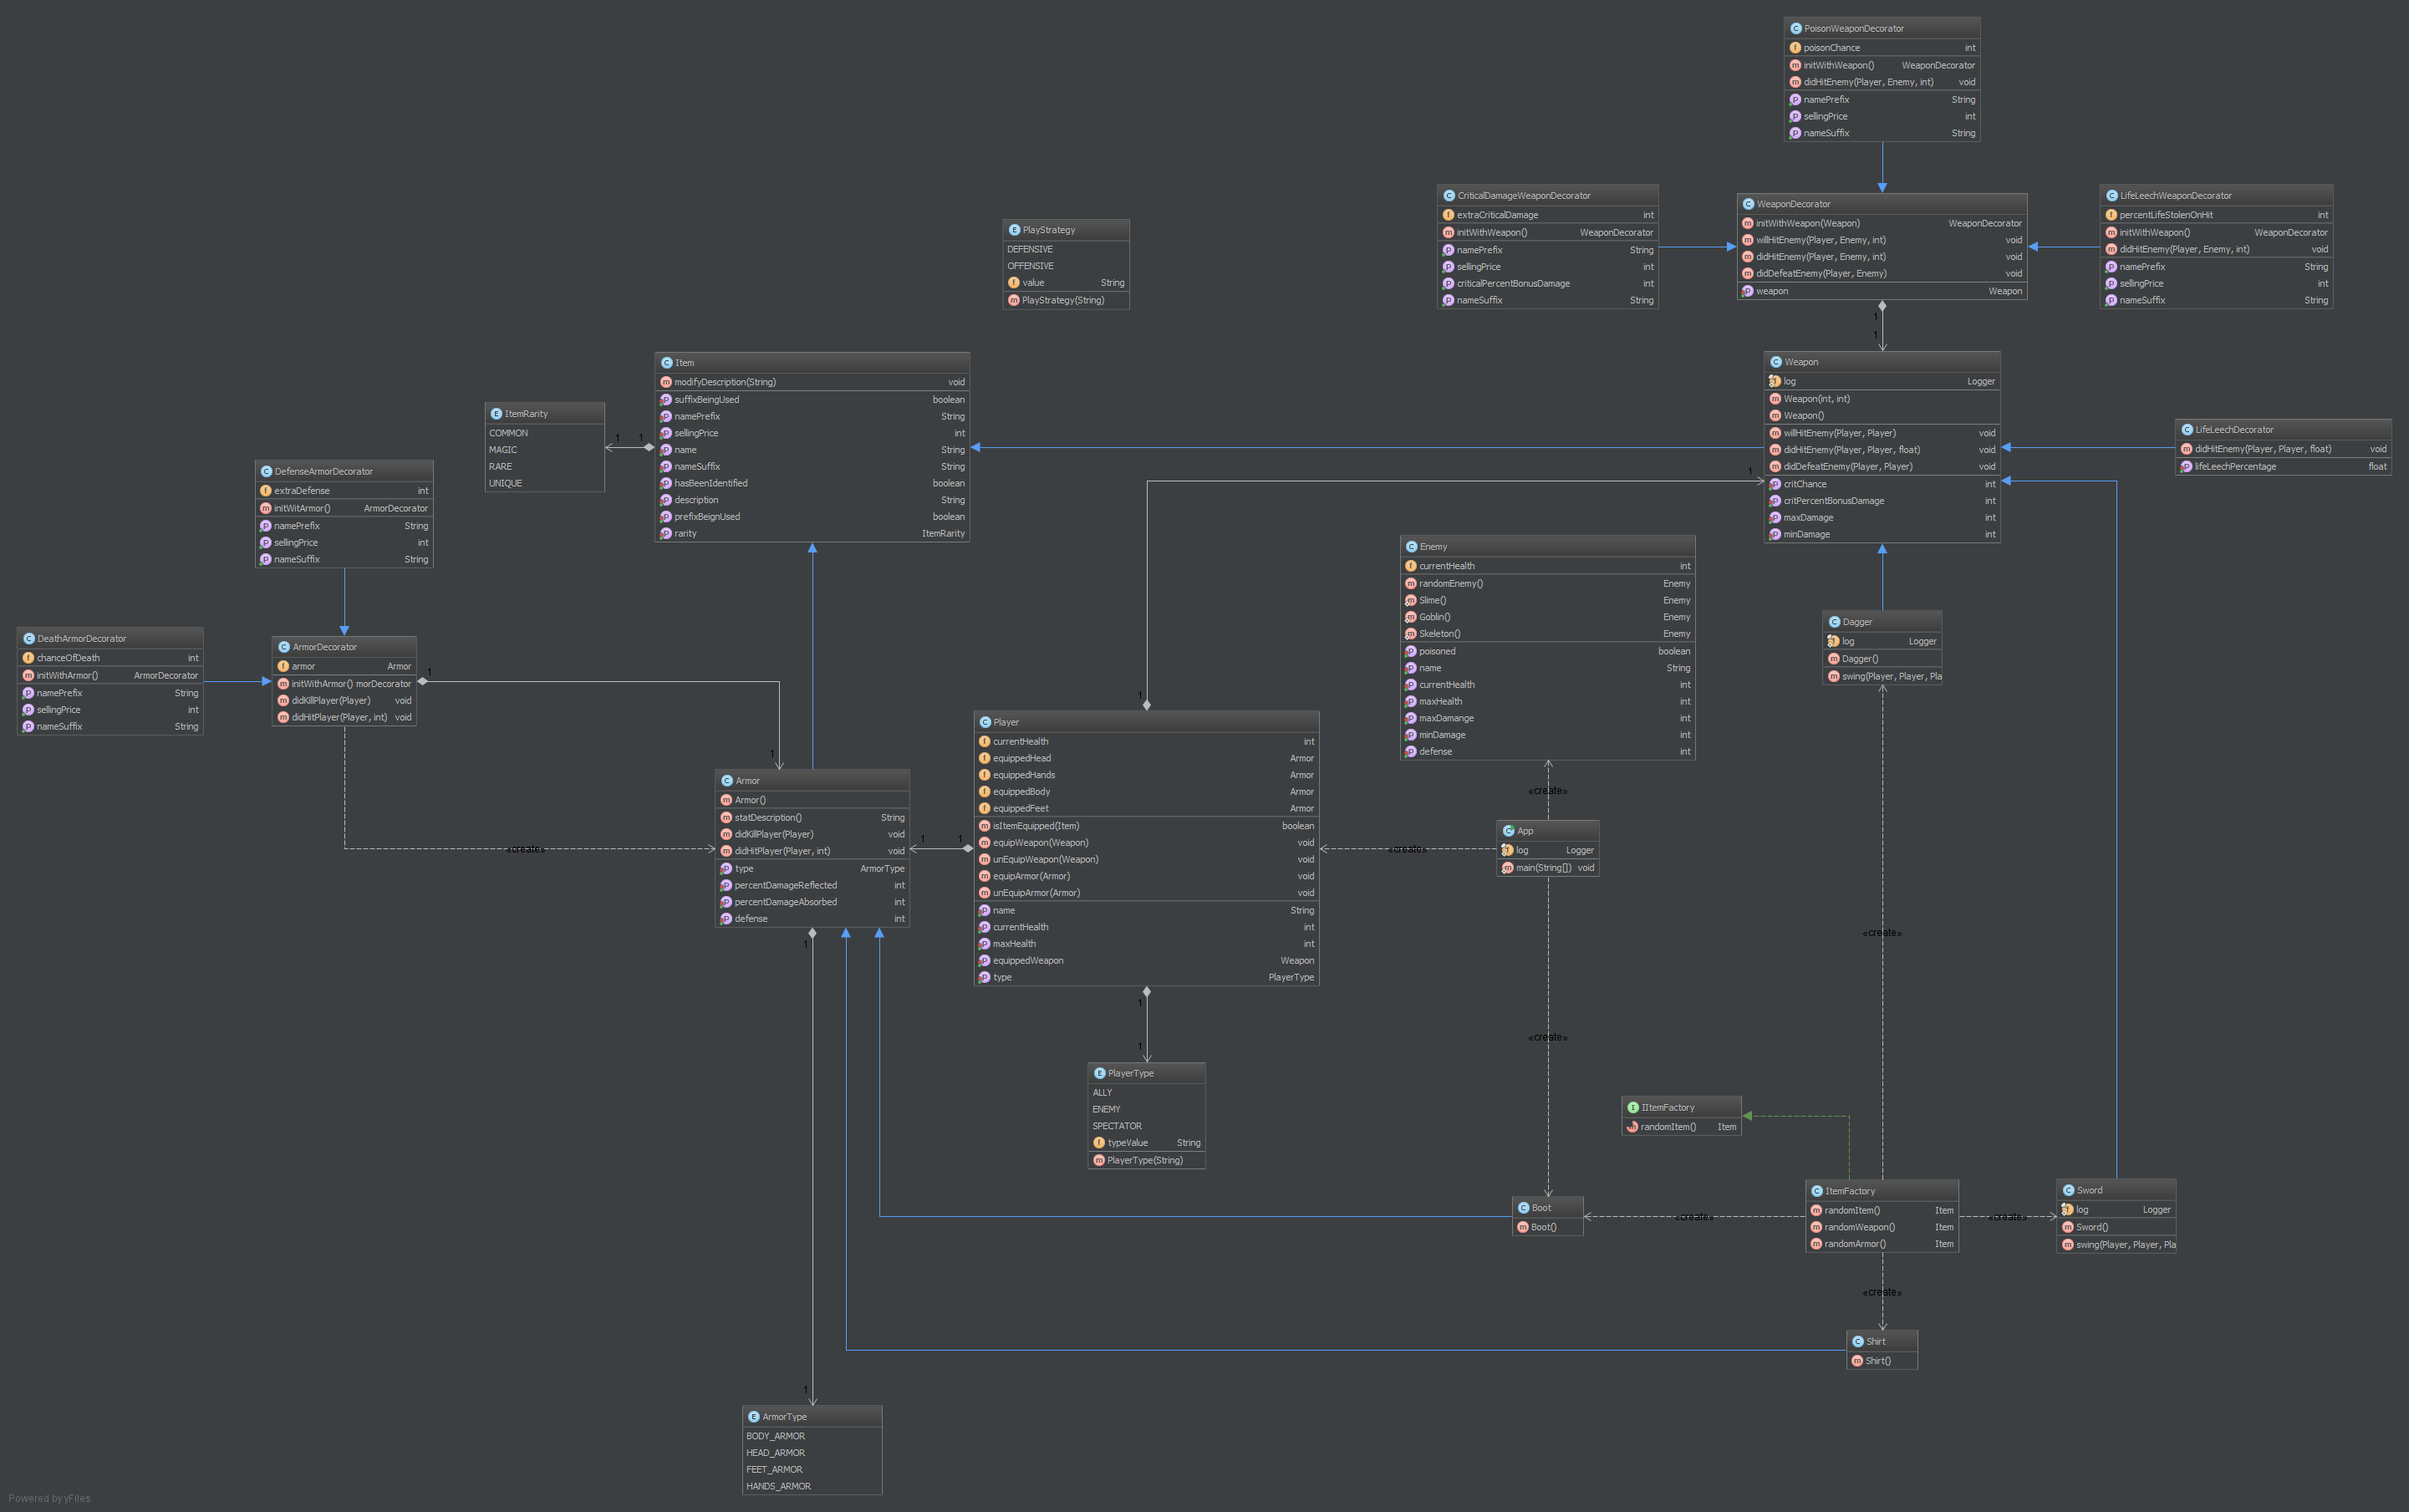 PoisonWeaponDecorator
poisonChance int
initWithWeapon() WeaponDecorator
didHitEnemy(Player, Enemy, int) void
namePrefix String
sellingPrice int
nameSuffix String
CriticalDamageWeaponDecorator
extraCriticalDamage int
initWithWeapon() WeaponDecorator
namePrefix String
sellingPrice int
criticalPercentBonusDamage int
nameSuffix String
WeaponDecorator
initWithWeapon(Weapon) WeaponDecorator
willHitEnemy(Player, Enemy, int) void
didHitEnemy(Player, Enemy, int) void
didDefeatEnemy(Player, Enemy) void
weapon Weapon
1
1
LifeLeechWeaponDecorator
percentLifeStolenOnHit int
initWithWeapon() WeaponDecorator
didHitEnemy(Player, Enemy, int) void
namePrefix String
sellingPrice int
nameSuffix String
PlayStrategy
DEFENSIVE
OFFENSIVE
value String
PlayStrategy(String)
Item
modifyDescription(String) void
suffixBeingUsed boolean
namePrefix String
sellingPrice int
name String
nameSuffix String
hasBeenIdentified boolean
description String
prefixBeignUsed boolean
rarity ItemRarity
1 1
ItemRarity
COMMON
MAGIC
RARE
UNIQUE
Weapon
log Logger
Weapon(int, int)
Weapon()
willHitEnemy(Player, Player) void
didHitEnemy(Player, Player, float) void
didDefeatEnemy(Player, Player) void
critChance int
critPercentBonusDamage int
maxDamage int
minDamage int
1
LifeLeechDecorator
didHitEnemy(Player, Player, float) void
lifeLeechPercentage float
DefenseArmorDecorator
extraDefense int
initWitArmor() ArmorDecorator
namePrefix String
sellingPrice int
nameSuffix String
Enemy
currentHealth int
randomEnemy() Enemy
Slime() Enemy
Goblin() Enemy
Skeleton() Enemy
poisoned boolean
name String
currentHealth int
maxHealth int
maxDamange int
minDamage int
defense int
Dagger
log Logger
Dagger()
swing(Player, Player, Pla
DeathArmorDecorator
chanceOfDeath int
initWithArmor() ArmorDecorator
namePrefix String
sellingPrice int
nameSuffix String
ArmorDecorator
armor Armor
initWithArmor() morDecorator
didKillPlayer(Player) void
didHitPlayer(Player, int) void
1
1
«create»
Armor
Armor()
statDescription() String
didKillPlayer(Player) void
didHitPlayer(Player, int) void
type ArmorType
percentDamageReflected int
percentDamageAbsorbed int
defense int
1 1
1
1
Player
currentHealth int
equippedHead Armor
equippedHands Armor
equippedBody Armor
equippedFeet Armor
isItemEquipped(Item) boolean
equipWeapon(Weapon) void
unEquipWeapon(Weapon) void
equipArmor(Armor) void
unEquipArmor(Armor) void
name String
currentHealth int
maxHealth int
equippedWeapon Weapon
type PlayerType
1
1
«create»
«create»
App
log Logger
main(String[]) void
«create»
«create»
PlayerType
ALLY
ENEMY
SPECTATOR
typeValue String
PlayerType(String)
IItemFactory
randomItem() Item
Boot
Boot()
«create»
ItemFactory
randomItem() Item
randomWeapon() Item
randomArmor() Item
«create»
Sword
log Logger
Sword()
swing(Player, Player, Pla
«create»
Shirt
Shirt()
1
ArmorType
BODY_ARMOR
HEAD_ARMOR
FEET_ARMOR
HANDS_ARMOR
Powered by yFiles